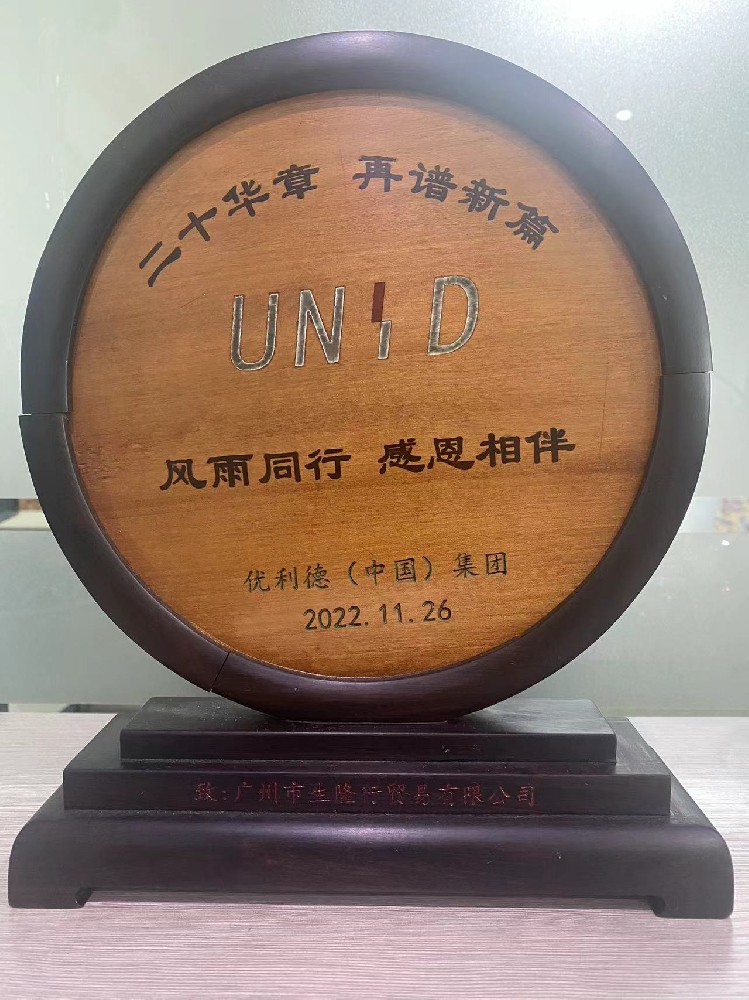 二十华章 再谱新篇
UNID
风雨同行 感恩相伴
优利德（中国）集团
2022.11.26
致:广州市生隆行贸易有限公司